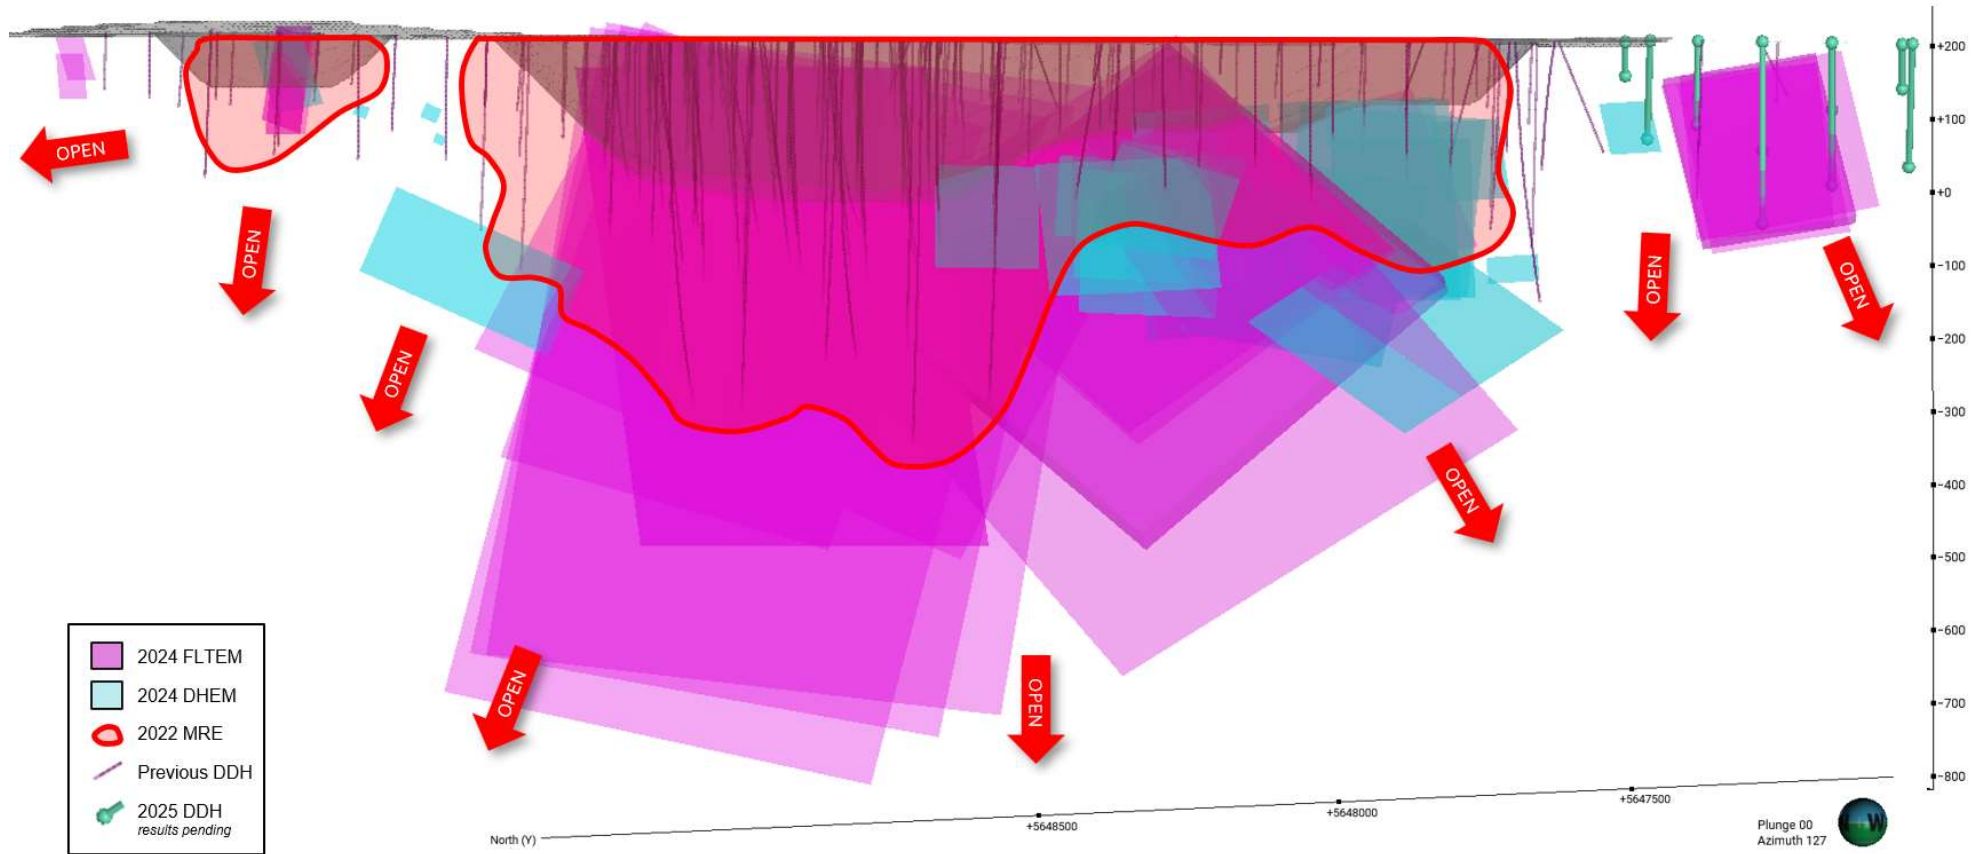 OPEN
OPEN
OPEN
OPEN
OPEN
OPEN
OPEN
OPEN
+200
+100
+0
-100
-200
-300
-400
-500
-600
-700
-800
2024 FLTEM
2024 DHEM
2022 MRE
Previous DDH
2025 DDH
results pending
North (Y)
+5648500
+5648000
+5647500
Plunge 00
Azimuth 127
W